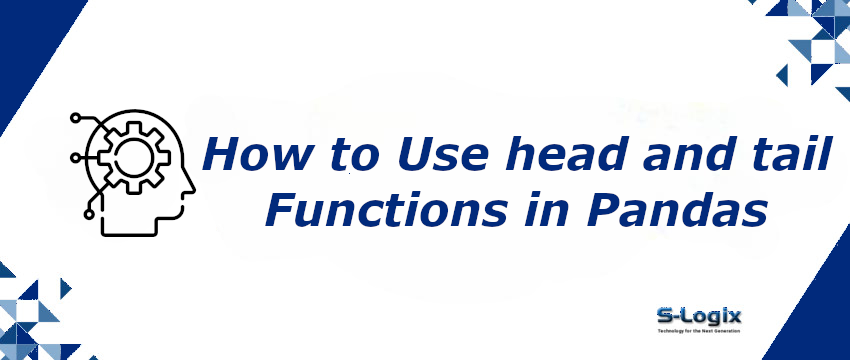 How to Use head and tail
Functions in Pandas
S-Logix
Technology for the Next Generation